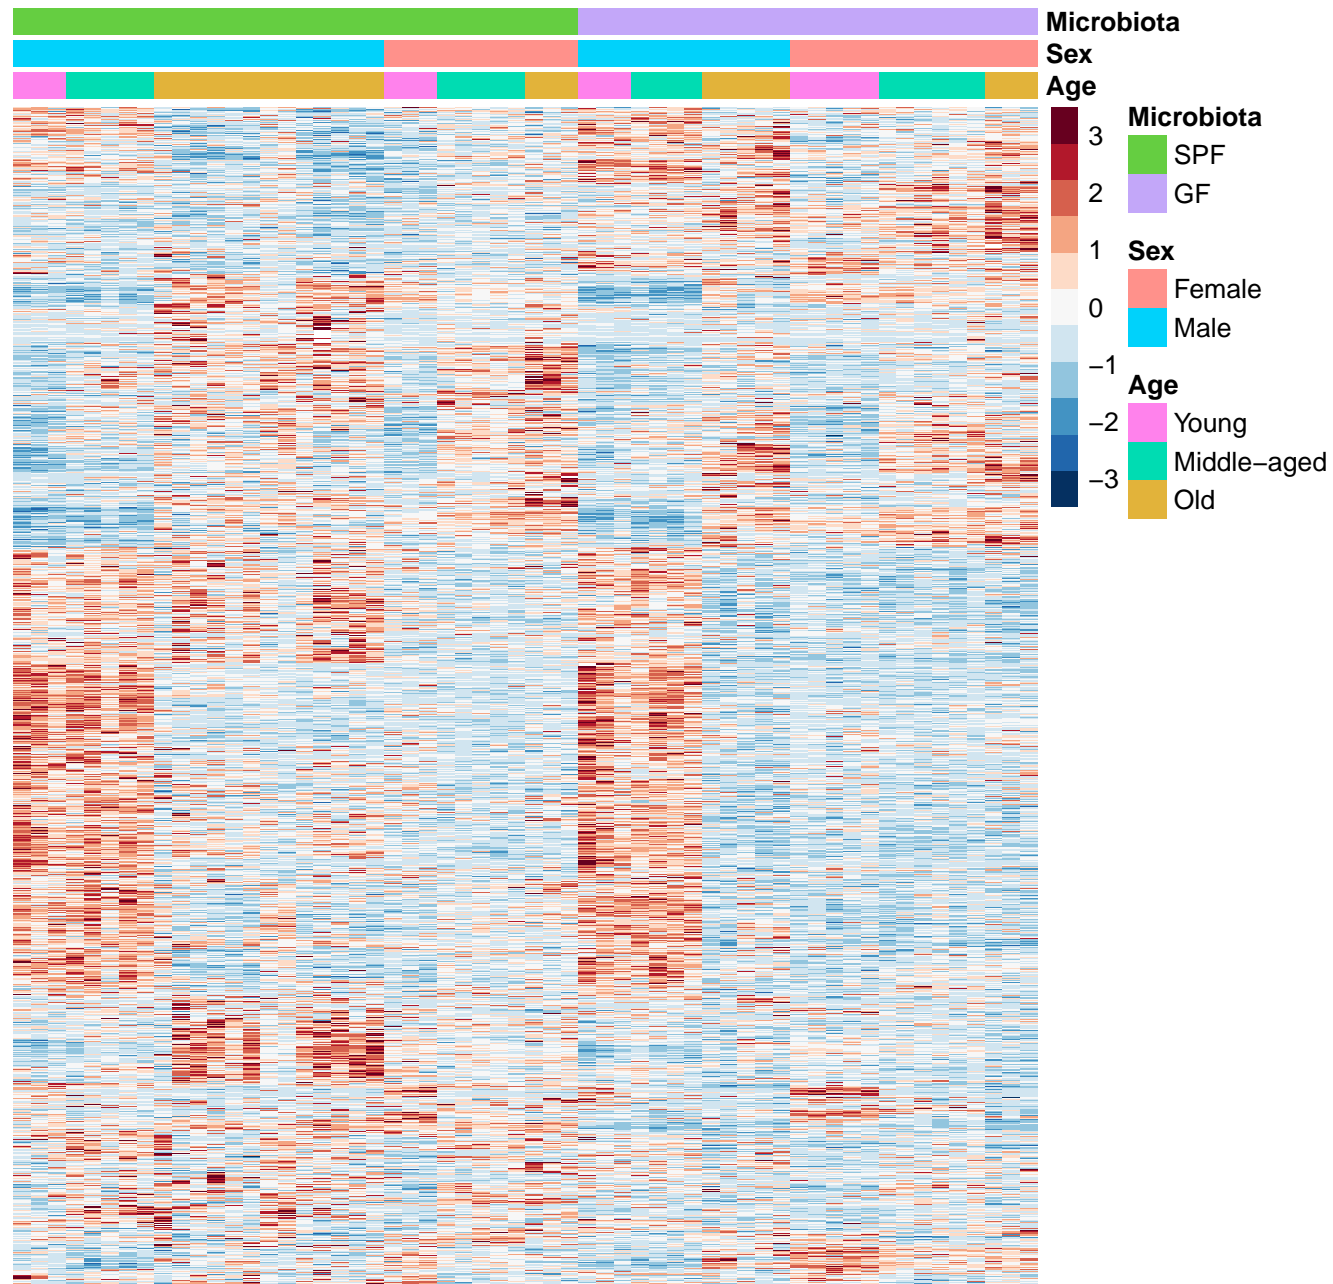 Microbiota
Sex
Age
3
2
1
0
−1
−2
−3
Microbiota
SPF
GF
Sex
Female
Male
Age
Young
Middle−aged
Old